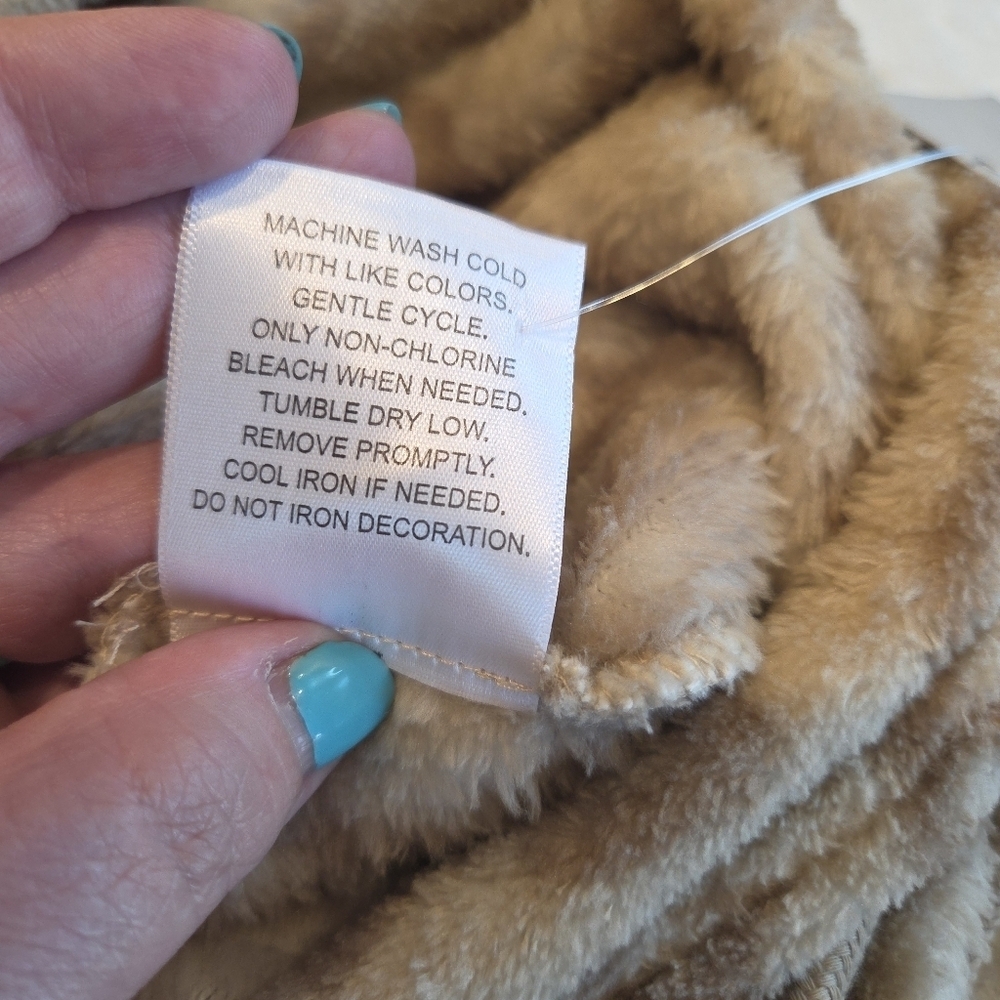 MACHINE WASH COLD
WITH LIKE COLORS.
GENTLE CYCLE.
ONLY NON-CHLORINE
BLEACH WHEN NEEDED.
TUMBLE DRY LOW.
REMOVE PROMPTLY.
COOL IRON IF NEEDED.
DO NOT IRON DECORATION.